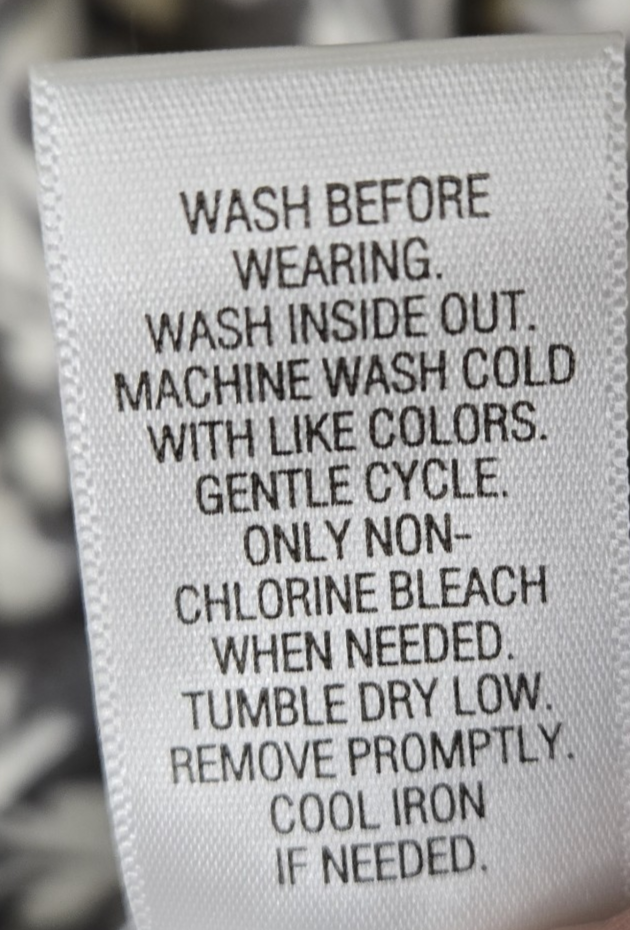 WASH BEFORE
WEARING.
WASH INSIDE OUT.
MACHINE WASH COLD
WITH LIKE COLORS.
GENTLE CYCLE.
ONLY NON-
CHLORINE BLEACH
WHEN NEEDED.
TUMBLE DRY LOW.
REMOVE PROMPTLY.
COOL IRON
IF NEEDED.